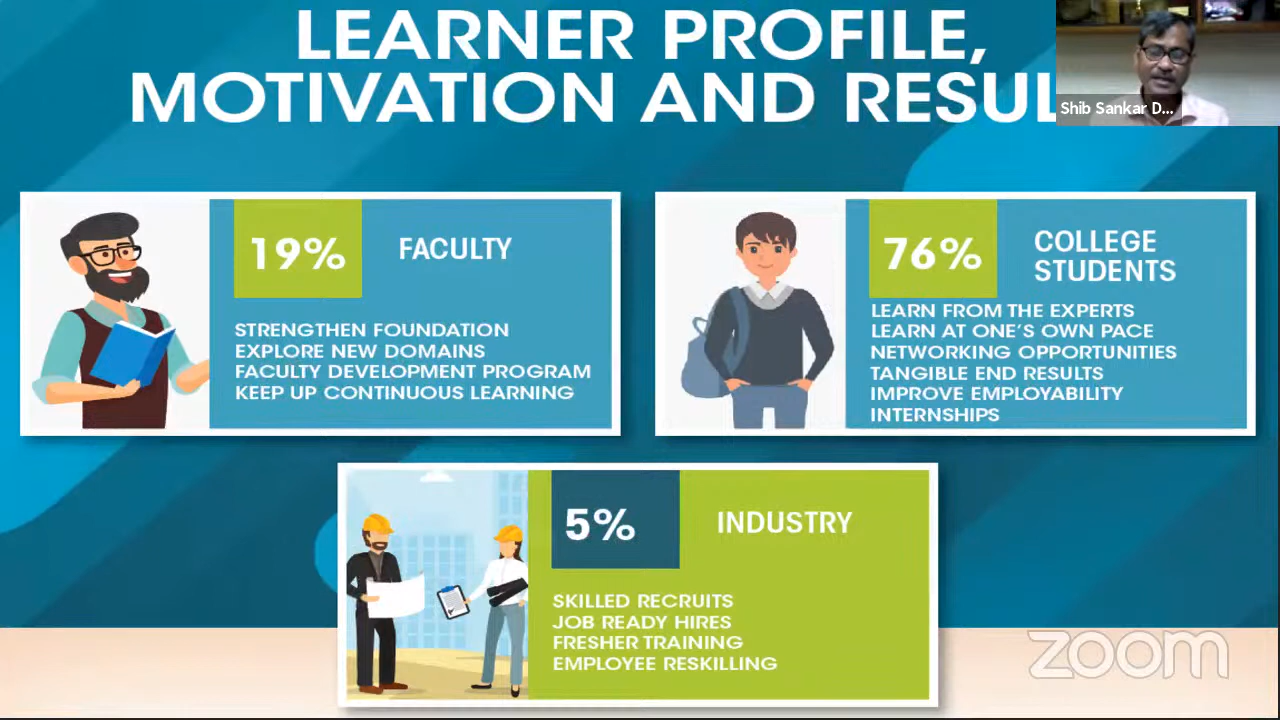 LEARNER PROFILE,
MOTIVATION AND RESUL
Shib Sankar D...
19%
FACULTY
STRENGTHEN FOUNDATION
EXPLORE NEW DOMAINS
FACULTY DEVELOPMENT PROGRAM
KEEP UP CONTINUOUS LEARNING
76%
COLLEGE
STUDENTS
LEARN FROM THE EXPERTS
LEARN AT ONE'S OWN PACE
NETWORKING OPPORTUNITIES
TANGIBLE END RESULTS
IMPROVE EMPLOYABILITY
INTERNSHIPS
5%
INDUSTRY
SKILLED RECRUITS
JOB READY HIRES
FRESHER TRAINING
EMPLOYEE RESKILLING
zoom